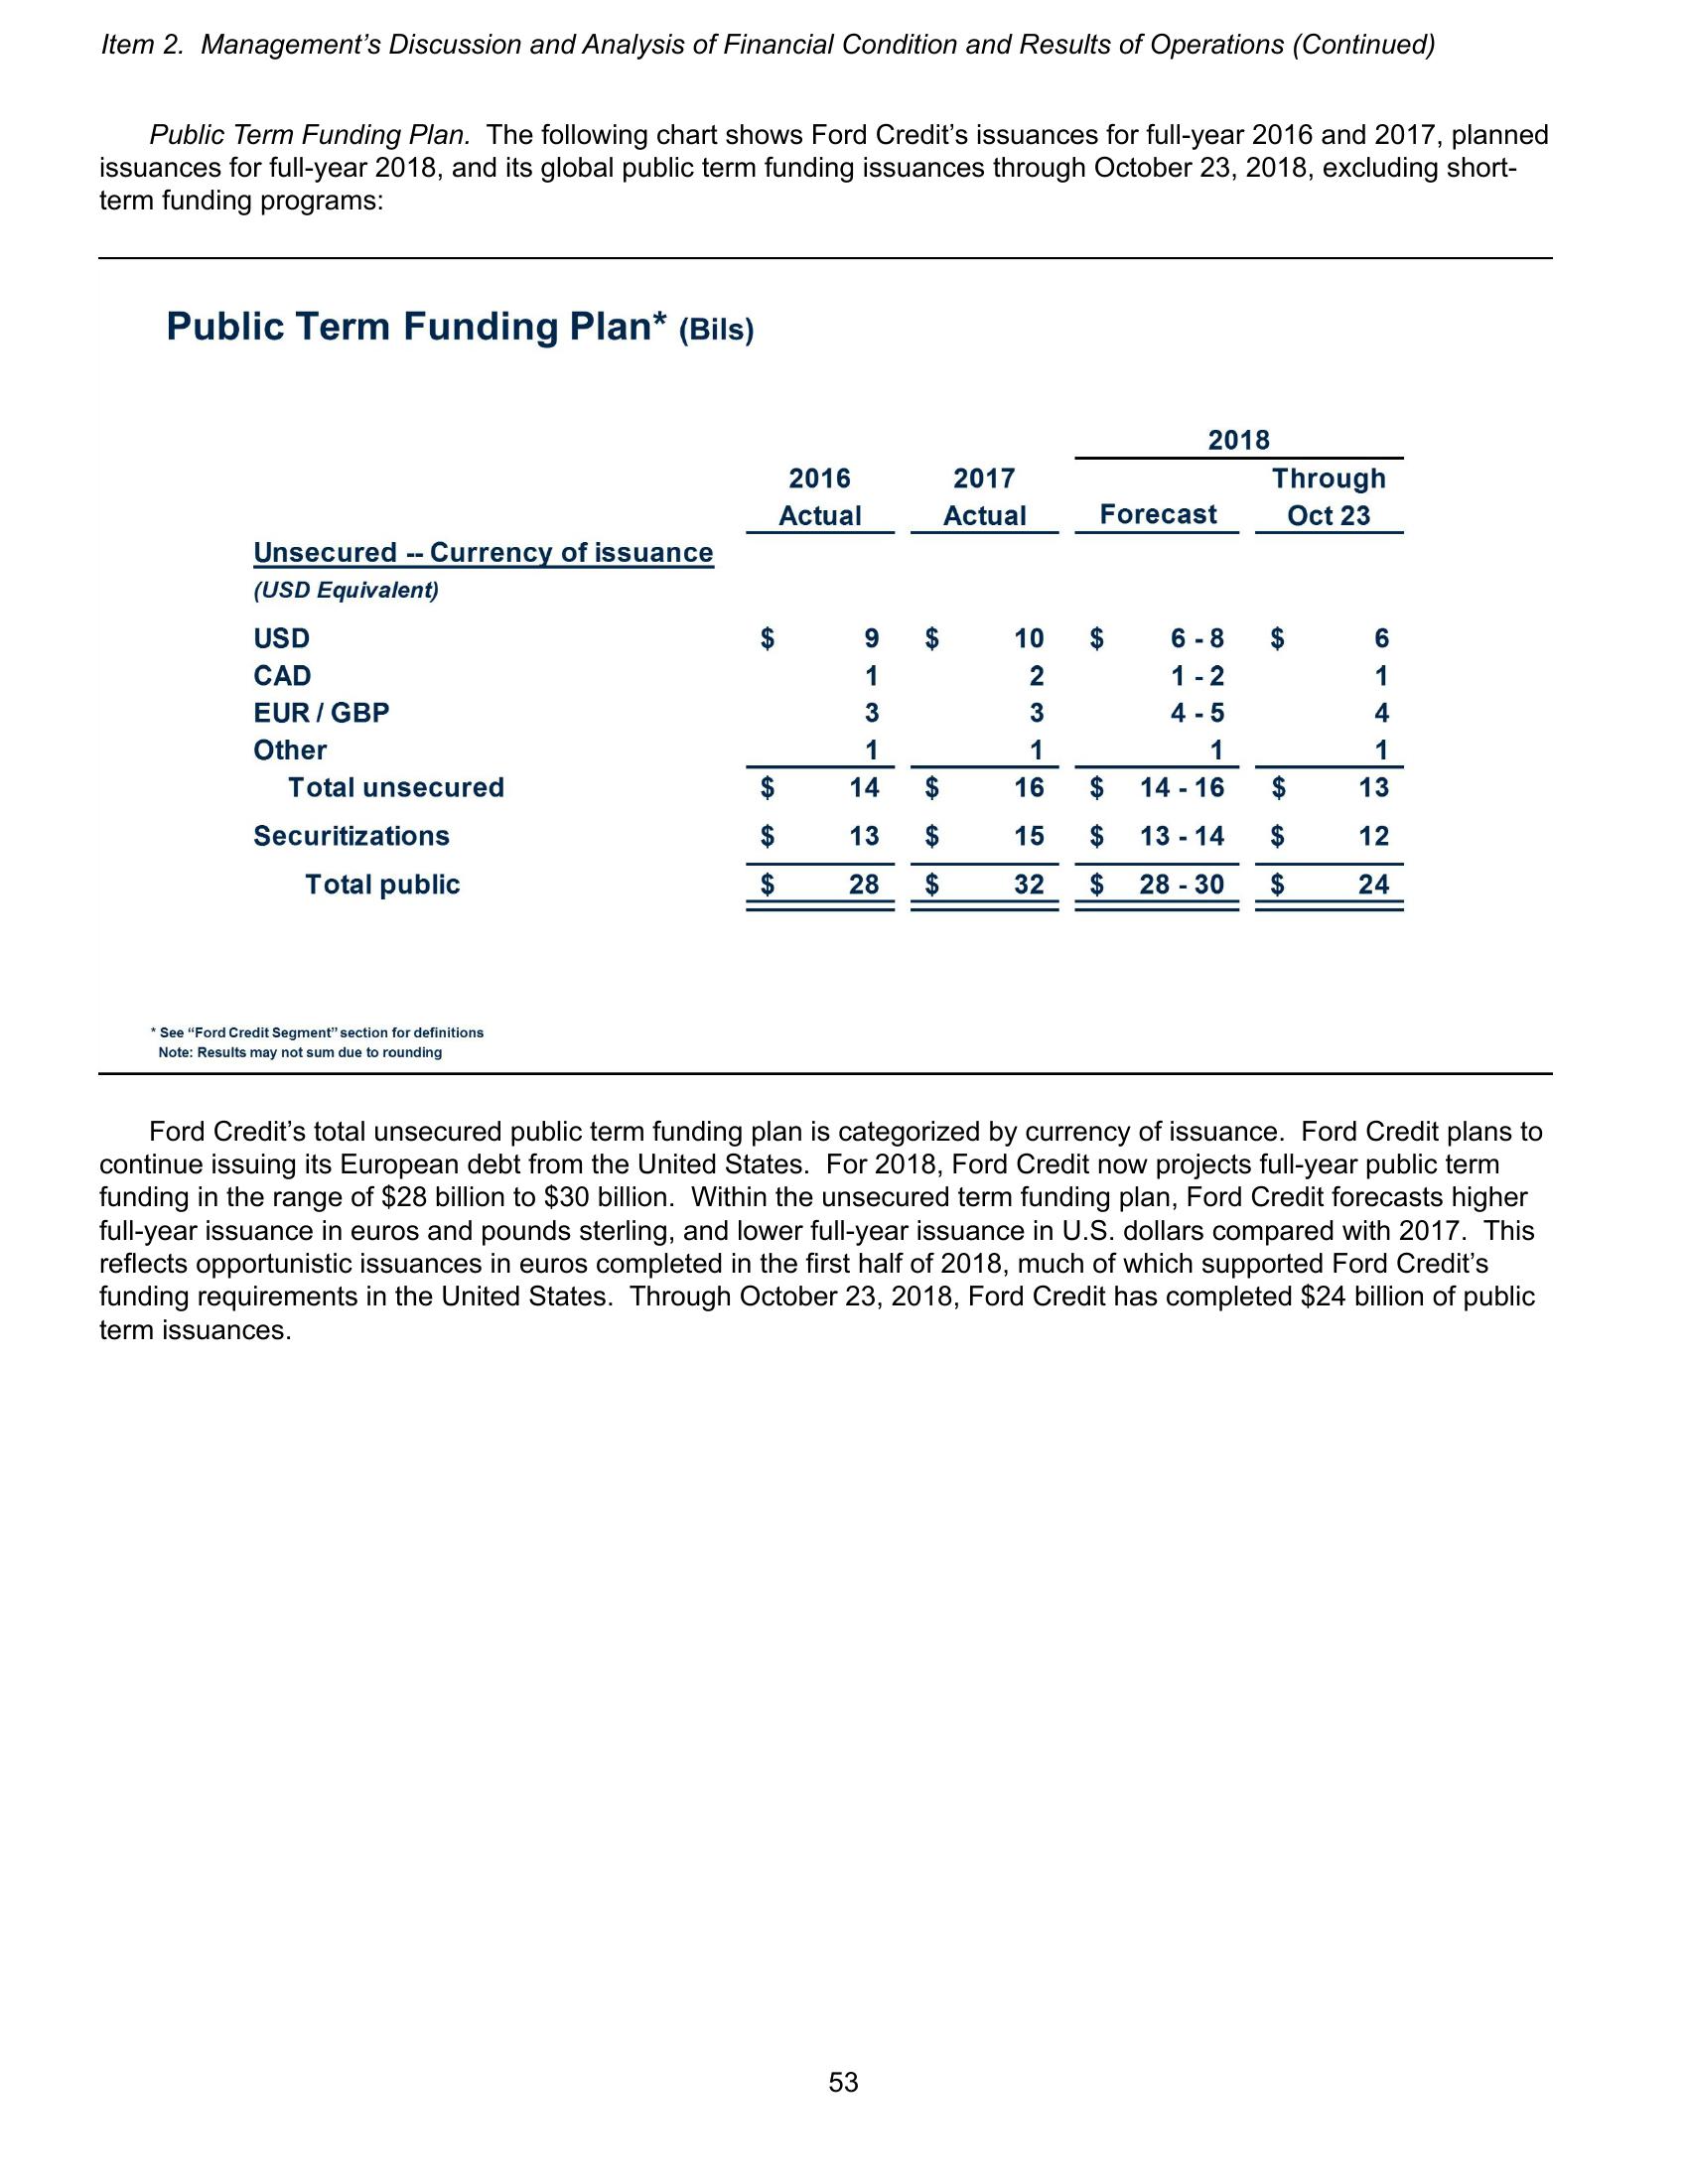 Item 2.  Management’s Discussion and Analysis of Financial Condition and Results of Operations (Continued)
Public Term Funding Plan.  The following chart shows Ford Credit’s issuances for full-year 2016 and 2017, planned
issuances for full-year 2018, and its global public term funding issuances through October 23, 2018, excluding short-
term funding programs:
Public Term Funding Plan* (Bils)
2018
2016 2017 Through
Actual Actual Forecast Oct 23
Unsecured -- Currency of issuance
(USD Equivalent)
USD $ 9 $ 10 $ 6 - 8 $ 6
CAD 1 2 1 - 2 1
EUR / GBP 3 3 4 - 5 4
Other 1 1 1 1
Total unsecured $ 14 $ 16 $ 14 - 16 $ 13
Securitizations $ 13 $ 15 $ 13 - 14 $ 12
Total public $ 28 $ 32 $ 28 - 30 $ 24
* See “Ford Credit Segment” section for definitions
Note: Results may not sum due to rounding
Ford Credit’s total unsecured public term funding plan is categorized by currency of issuance.  Ford Credit plans to
continue issuing its European debt from the United States.  For 2018, Ford Credit now projects full-year public term
funding in the range of $28 billion to $30 billion.  Within the unsecured term funding plan, Ford Credit forecasts higher
full-year issuance in euros and pounds sterling, and lower full-year issuance in U.S. dollars compared with 2017.  This
reflects opportunistic issuances in euros completed in the first half of 2018, much of which supported Ford Credit’s
funding requirements in the United States.  Through October 23, 2018, Ford Credit has completed $24 billion of public
term issuances.
53